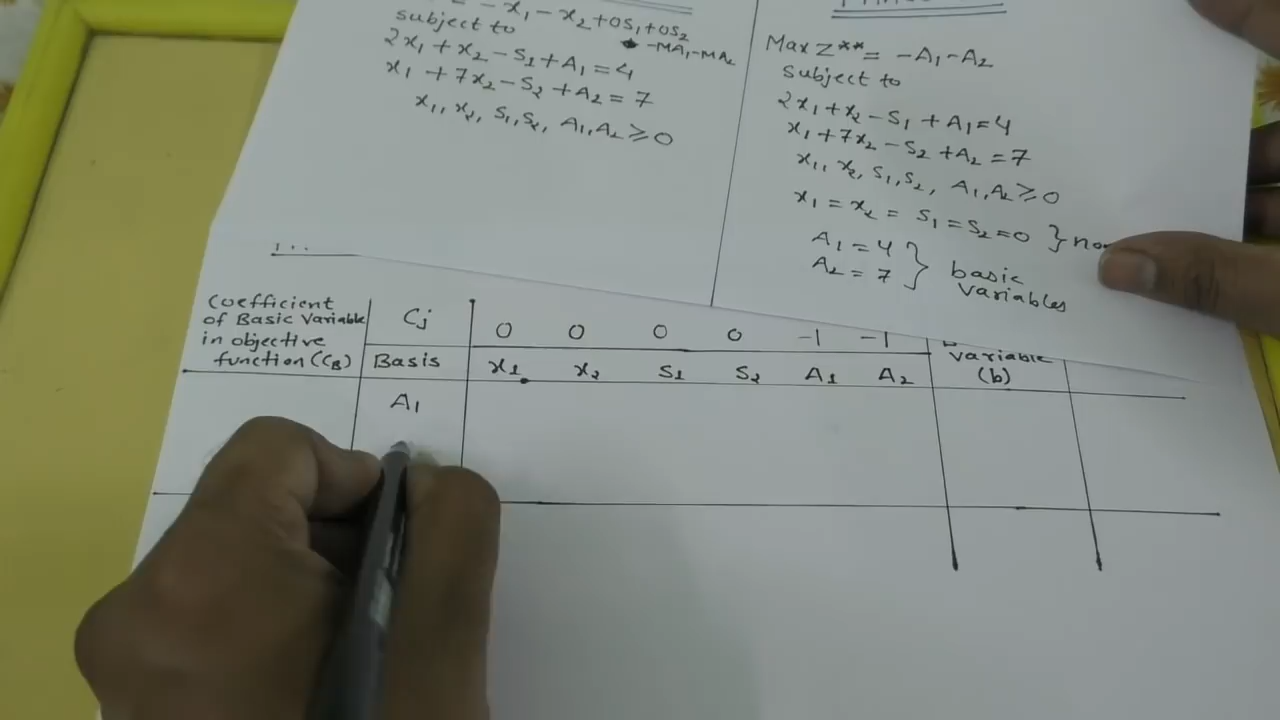 - x₁ - x₂ + 0S₁ + 0S₂
- MA₁ - MA₂
subject to
2x₁ + x₂ - S₁ + A₁ = 4
x₁ + 7x₂ - S₂ + A₂ = 7
x₁, x₂, S₁, S₂, A₁, A₂ ≥ 0
Max Z** = -A₁ - A₂
subject to
2x₁ + x₂ - S₁ + A₁ = 4
x₁ + 7x₂ - S₂ + A₂ = 7
x₁, x₂, S₁, S₂, A₁, A₂ ≥ 0
x₁ = x₂ = S₁ = S₂ = 0 }
A₁ = 4
A₂ = 7 } basic
variables
Coefficient
of Basic Variable
in objective
function (CB)
Cj 0 0 0 0 -1 -1
Basis x₁ x₂ S₁ S₂ A₁ A₂
variable
(b)
A₁